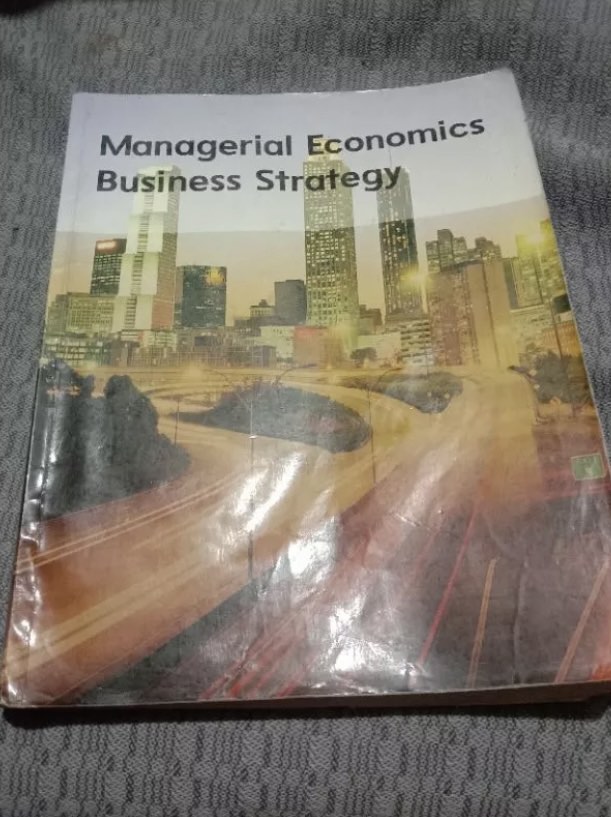 Managerial Economics
Business Strategy